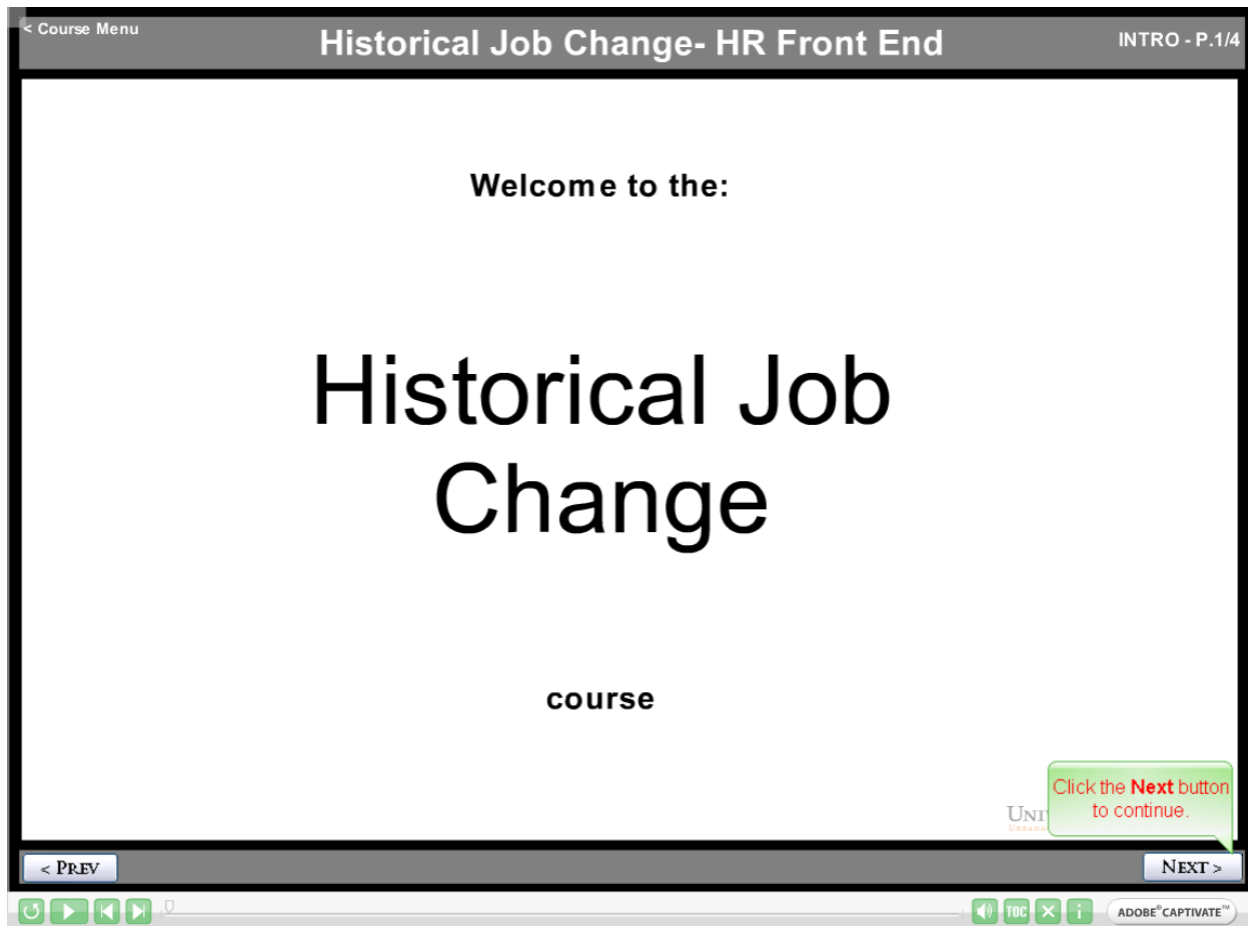 < Course Menu
Historical Job Change- HR Front End
INTRO - P.1/4
Welcome to the:
Historical Job
Change
course
Click the Next button
to continue.
< PREV
NEXT >
TOC
i
ADOBE® CAPTIVATE™